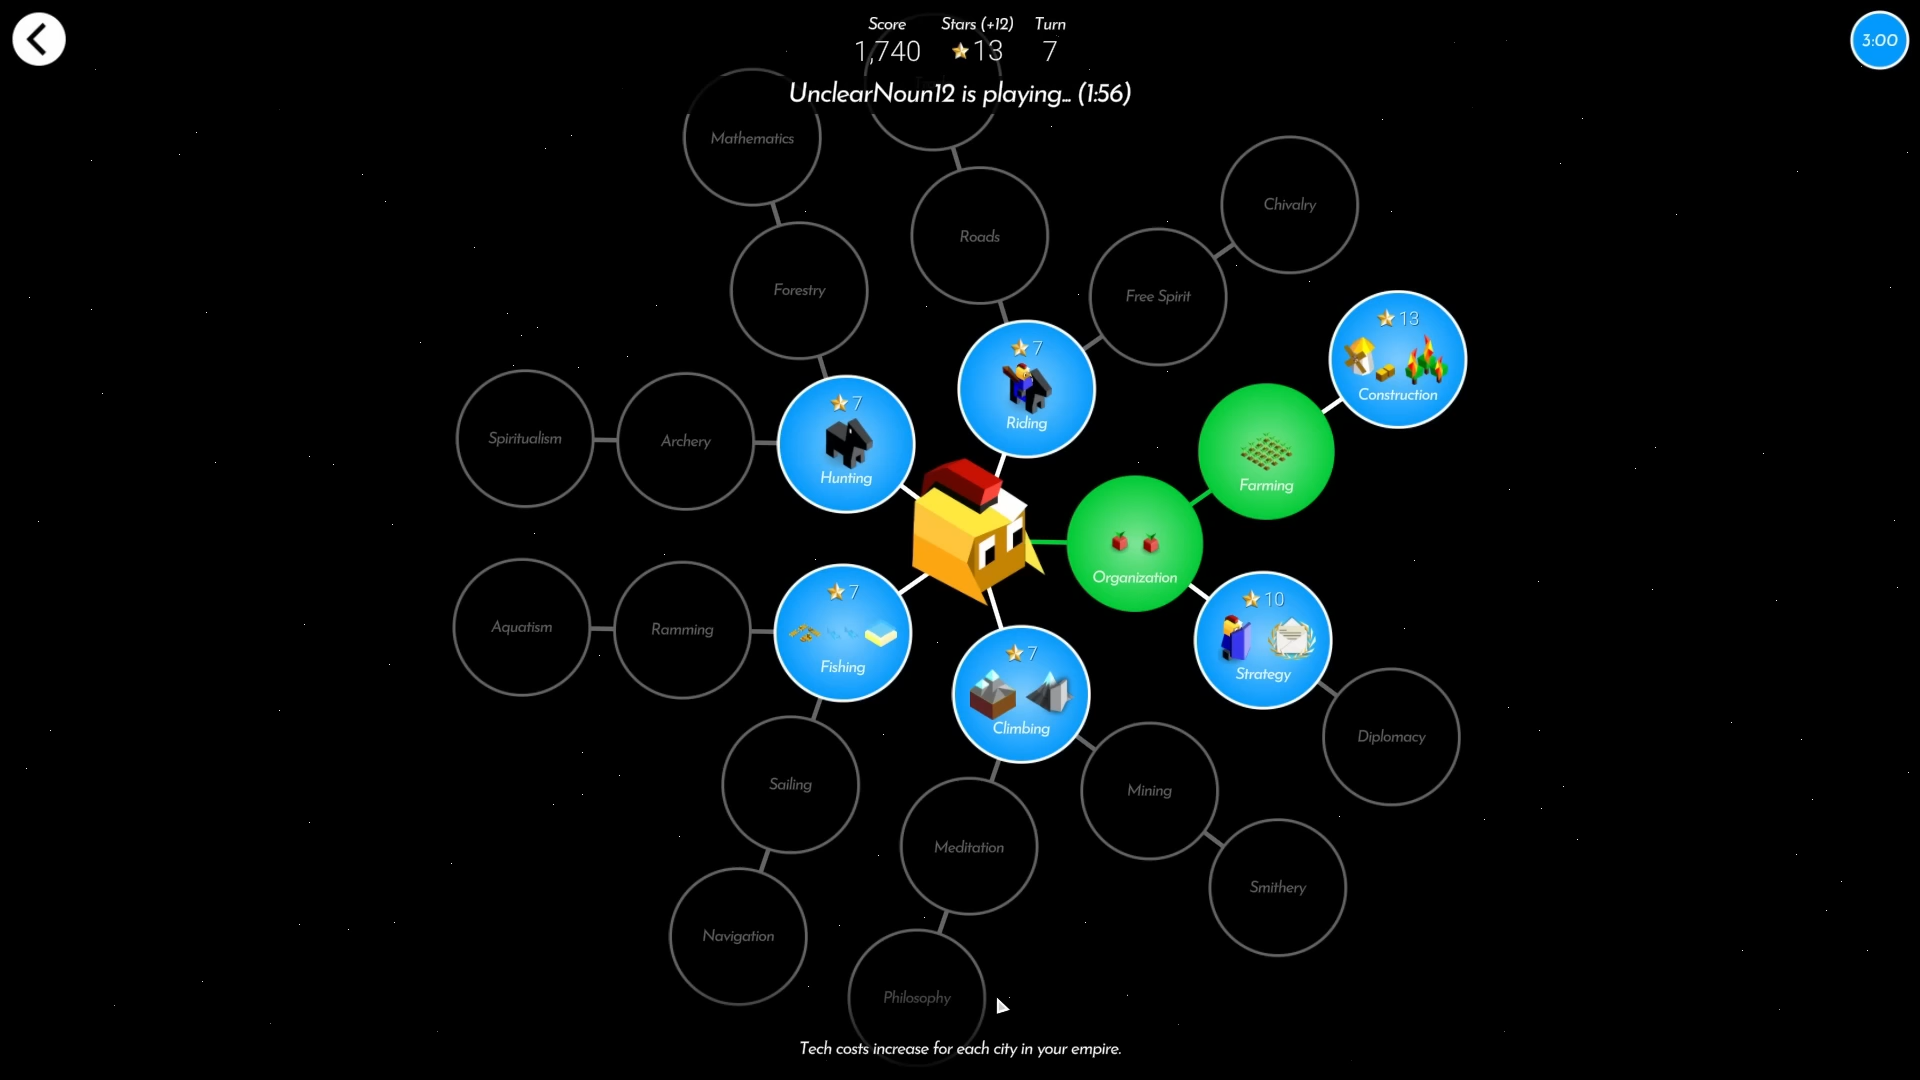 Score
Stars (+12)
Turn
1,740
13
7
3:00
UnclearNoun12 is playing... (1:56)
Mathematics
Roads
Chivalry
Forestry
Free Spirit
13
Construction
7
Riding
7
Hunting
Spiritualism
Archery
Farming
Organization
7
Fishing
Aquatism
Ramming
10
Strategy
7
Climbing
Diplomacy
Sailing
Mining
Meditation
Smithery
Navigation
Philosophy
Tech costs increase for each city in your empire.